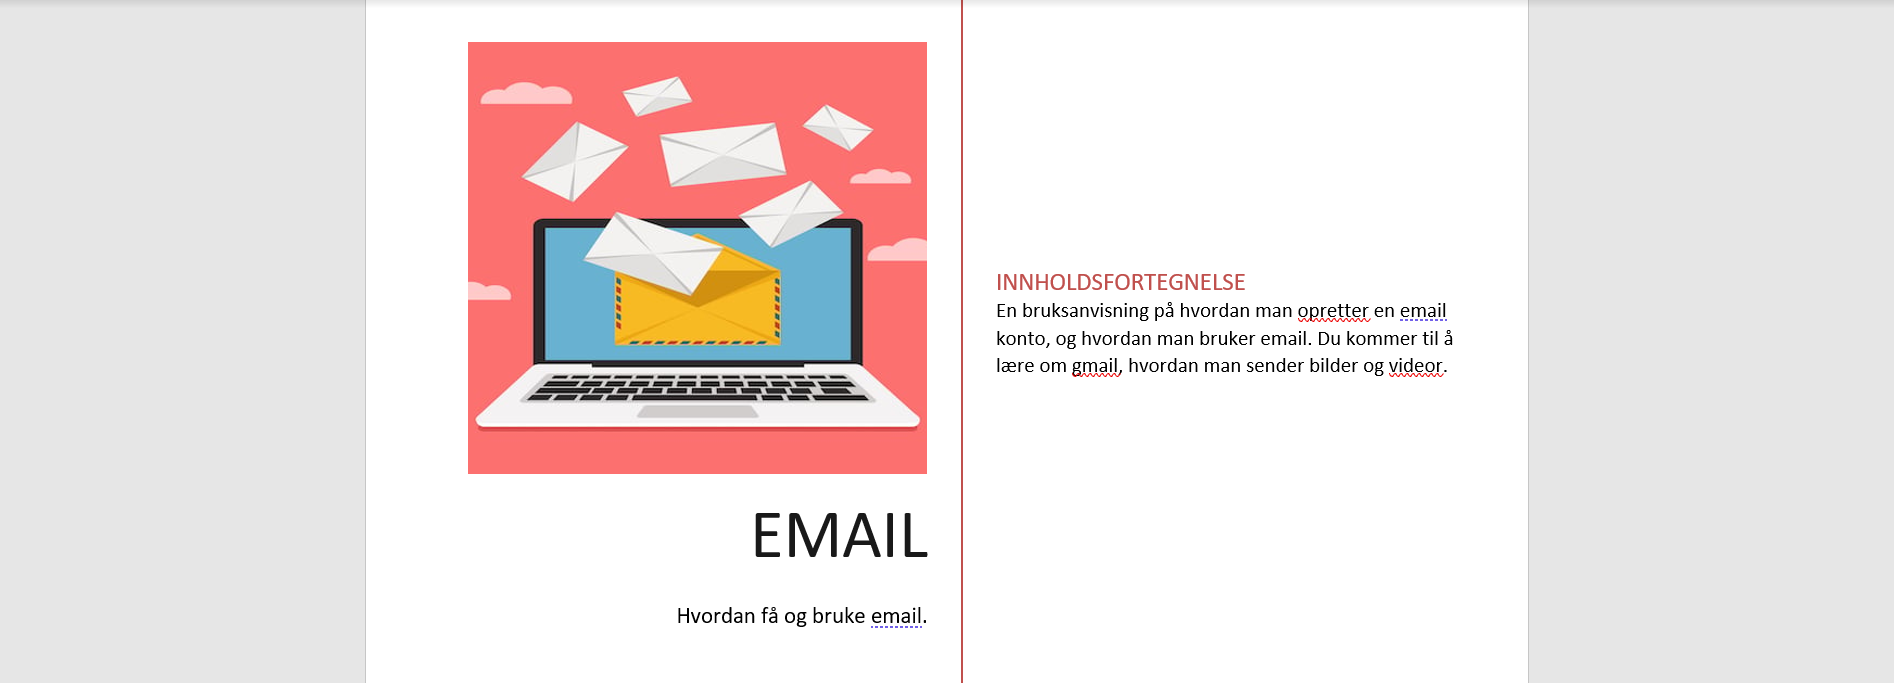 EMAIL
Hvordan få og bruke email.
INNHOLDSFORTEGNELSE
En bruksanvisning på hvordan man opretter en email
konto, og hvordan man bruker email. Du kommer til å
lære om gmail, hvordan man sender bilder og videor.